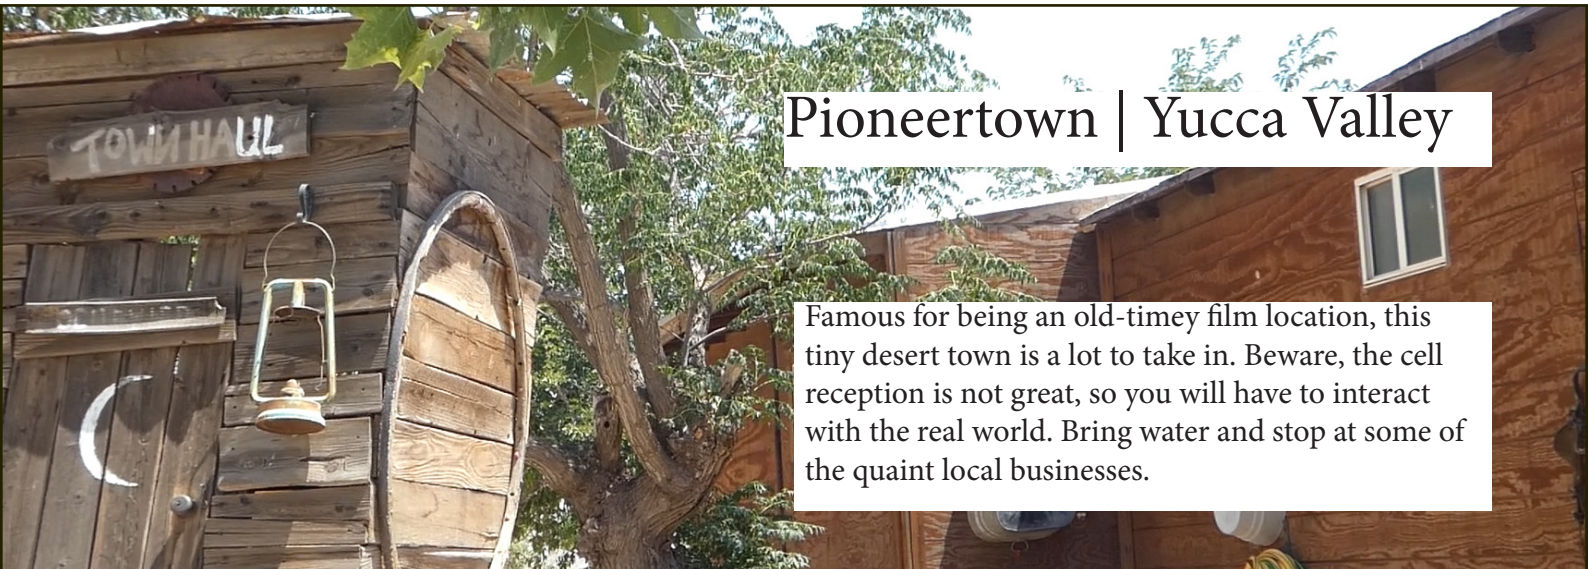 TOWN HAUL
Pioneertown | Yucca Valley
Famous for being an old-timey film location, this
tiny desert town is a lot to take in. Beware, the cell
reception is not great, so you will have to interact
with the real world. Bring water and stop at some of
the quaint local businesses.